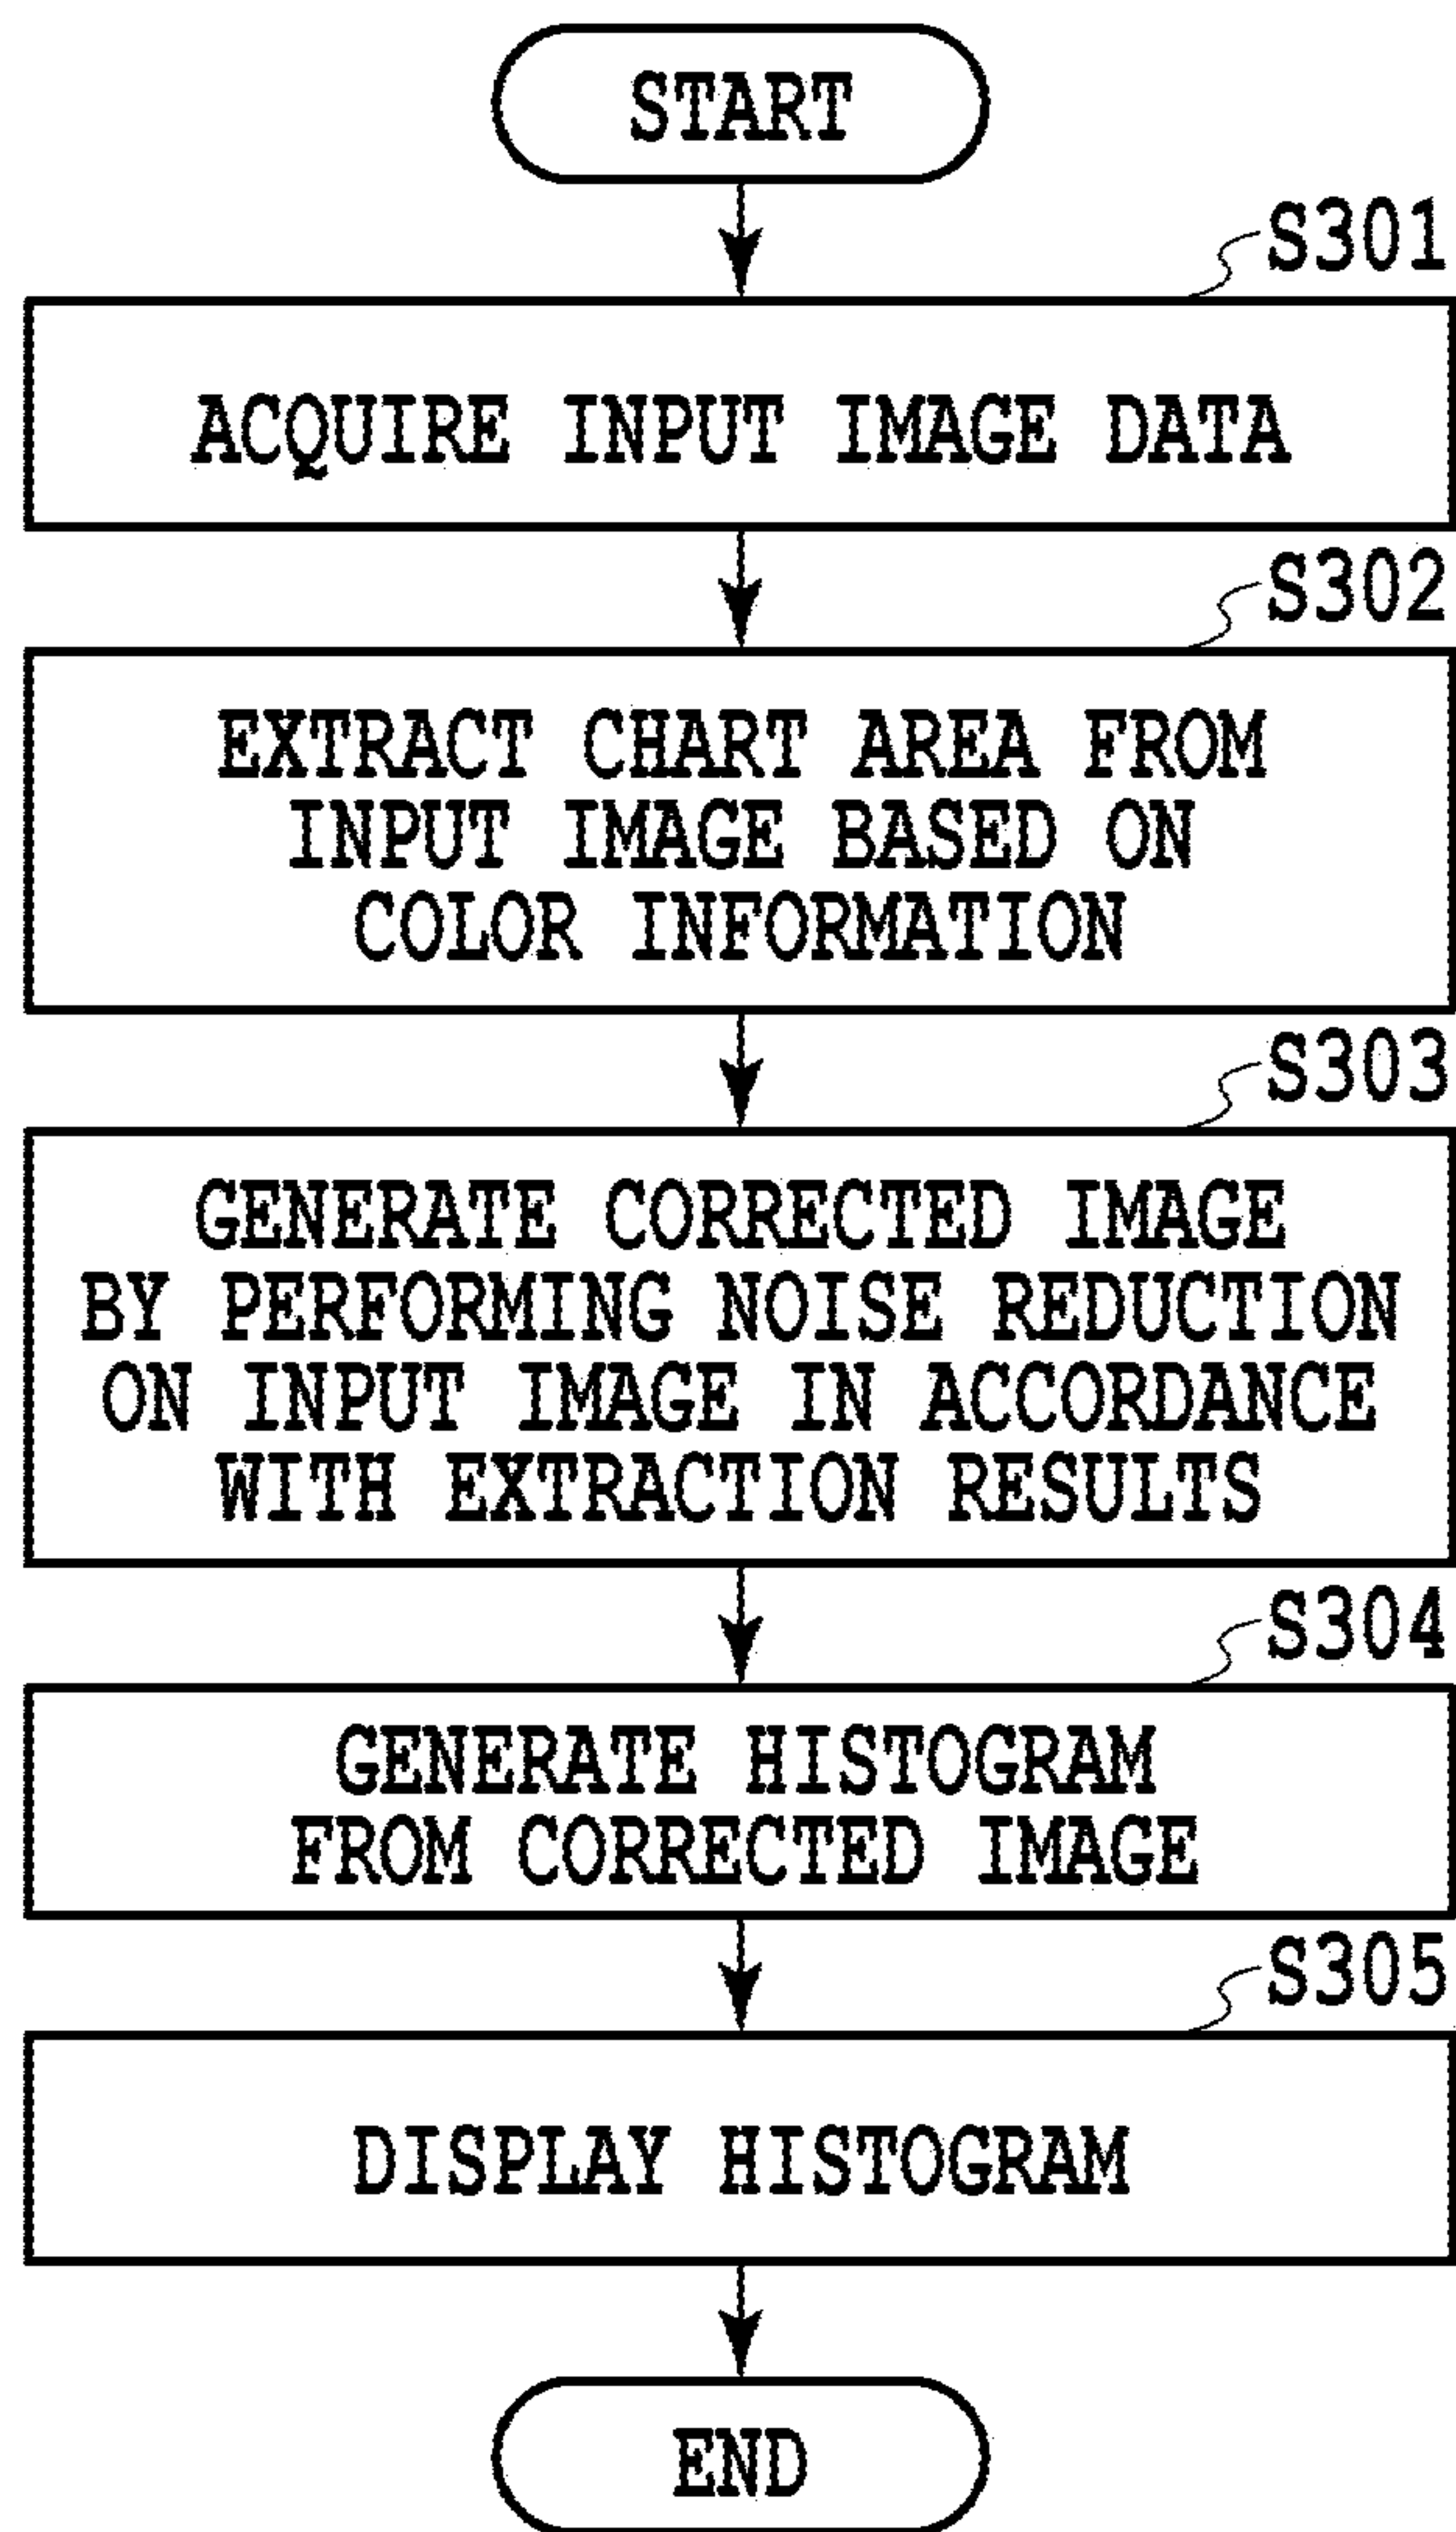 START
S301
ACQUIRE INPUT IMAGE DATA
S302
EXTRACT CHART AREA FROM
INPUT IMAGE BASED ON
COLOR INFORMATION
S303
GENERATE CORRECTED IMAGE
BY PERFORMING NOISE REDUCTION
ON INPUT IMAGE IN ACCORDANCE
WITH EXTRACTION RESULTS
S304
GENERATE HISTOGRAM
FROM CORRECTED IMAGE
S305
DISPLAY HISTOGRAM
END